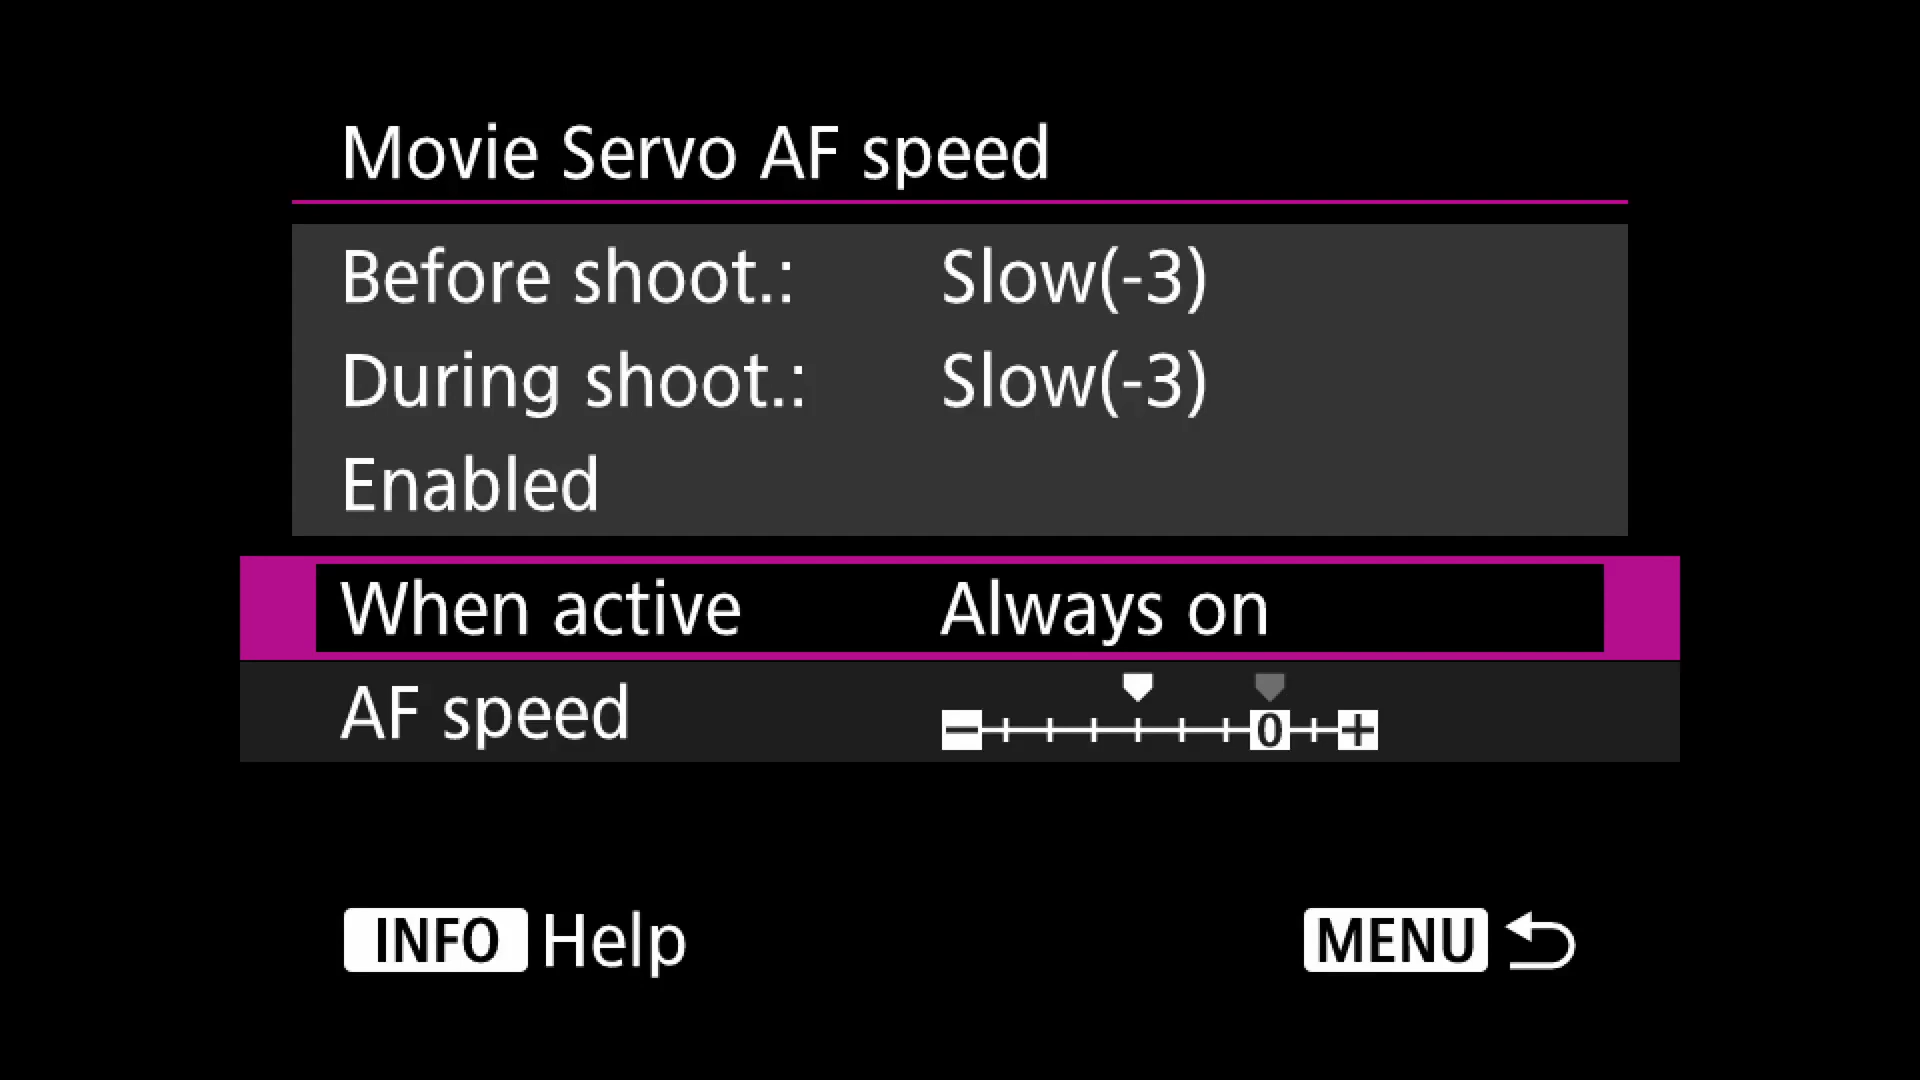 Movie Servo AF speed
Before shoot.: Slow(-3)
During shoot.: Slow(-3)
Enabled
When active Always on
AF speed − 0 +
INFO Help MENU